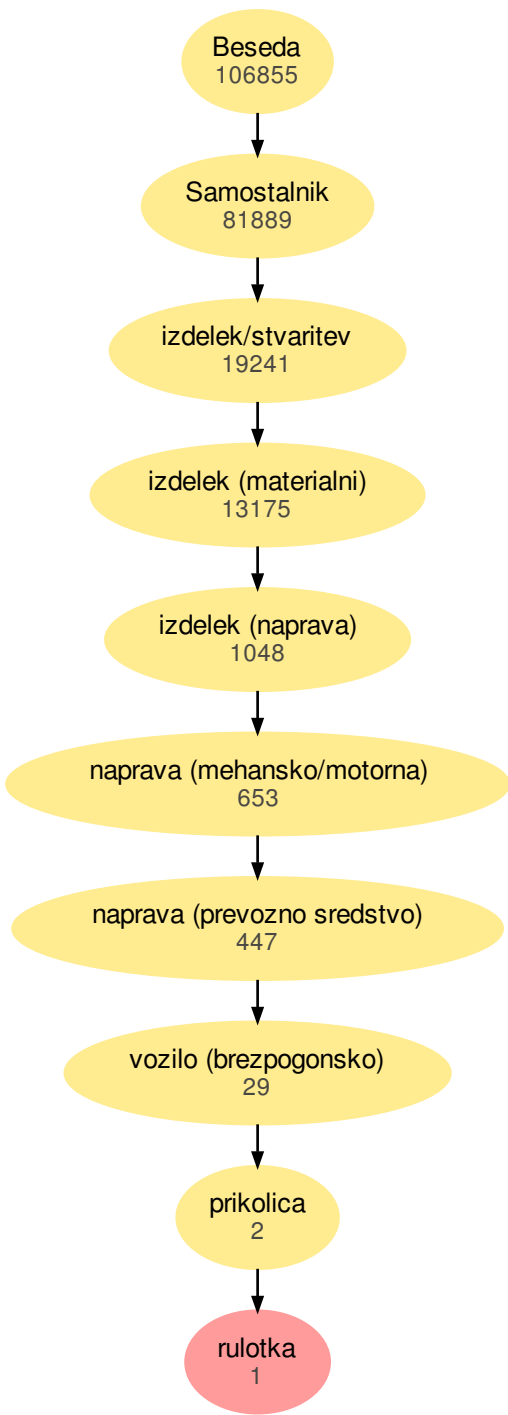 Beseda
106855
Samostalnik
81889
izdelek/stvaritev
19241
izdelek (materialni)
13175
izdelek (naprava)
1048
naprava (mehansko/motorna)
653
naprava (prevozno sredstvo)
447
vozilo (brezpogonsko)
29
prikolica
2
rulotka
1